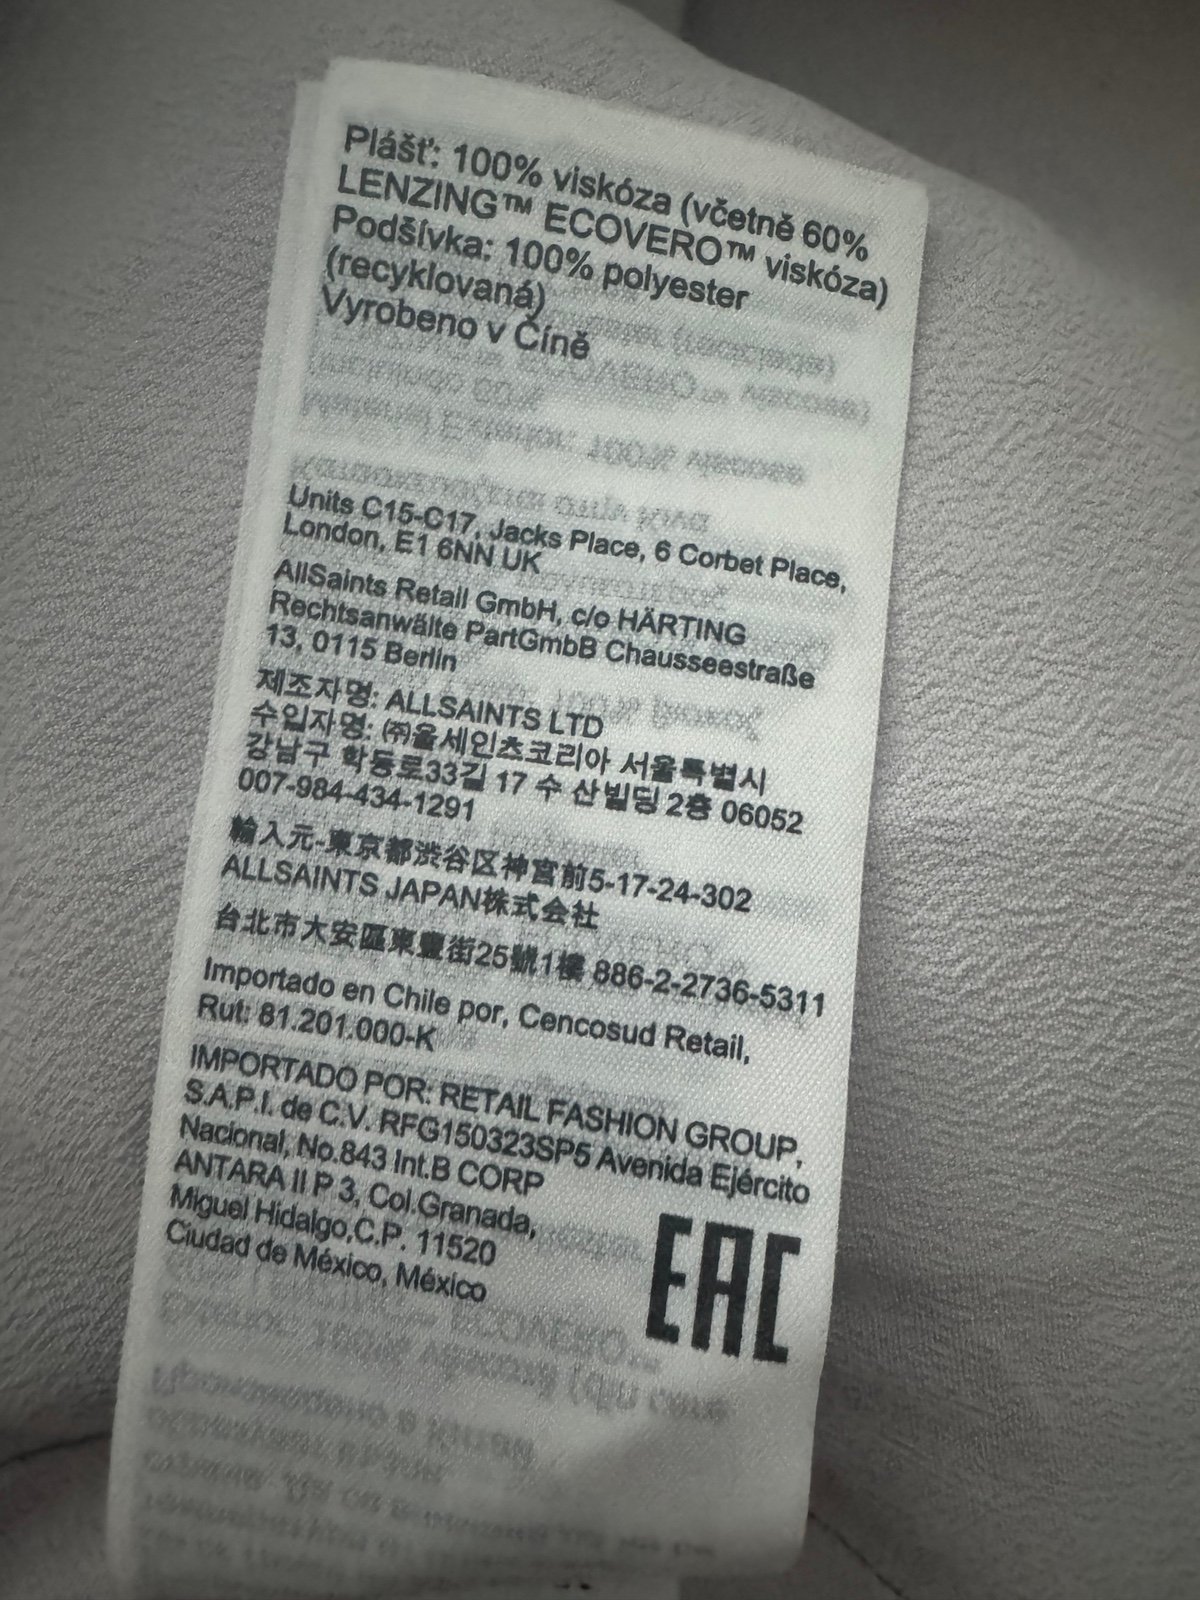 Plášť: 100% viskóza (včetně 60%
LENZING™ ECOVERO™ viskóza)
Podšívka: 100% polyester
(recyklovaná)
Vyrobeno v Číně
Units C15-C17, Jacks Place, 6 Corbet Place,
London, E1 6NN UK
AllSaints Retail GmbH, c/o HÄRTING
Rechtsanwälte PartGmbB Chausseestraße
13, 0115 Berlin
제조자명: ALLSAINTS LTD
수입자명: ㈜올세인츠코리아 서울특별시
강남구 학동로33길 17 수 산빌딩 2층 06052
007-984-434-1291
輸入元-東京都渋谷区神宮前5-17-24-302
ALLSAINTS JAPAN株式会社
台北市大安區東豐街25號1樓 886-2-2736-5311
Importado en Chile por, Cencosud Retail,
Rut: 81.201.000-K
IMPORTADO POR: RETAIL FASHION GROUP,
S.A.P.I. de C.V. RFG150323SP5 Avenida Ejército
Nacional, No.843 Int.B CORP
ANTARA II P 3, Col.Granada,
Miguel Hidalgo,C.P. 11520
Ciudad de México, México
EAC